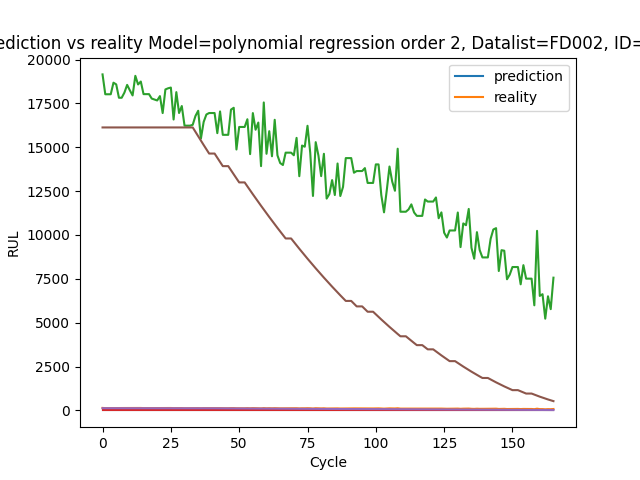 ediction vs reality Model=polynomial regression order 2, Datalist=FD002, ID=
20000
17500
15000
12500
10000
7500
5000
2500
0
RUL
prediction
reality
0 25 50 75 100 125 150
Cycle